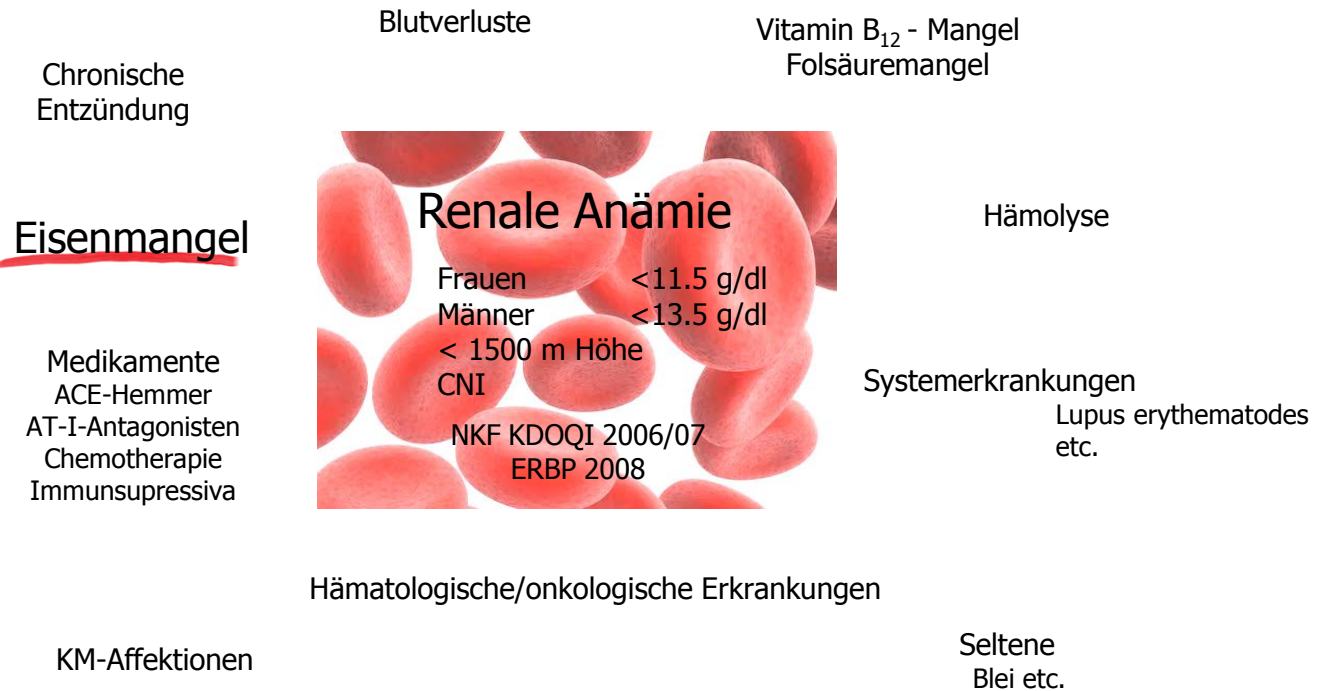 Blutverluste
Vitamin B₁₂ - Mangel
Folsäuremangel
Chronische
Entzündung
Renale Anämie
Hämolyse
Eisenmangel
Frauen <11.5 g/dl
Männer <13.5 g/dl
< 1500 m Höhe
CNI
NKF KDOQI 2006/07
ERBP 2008
Medikamente
ACE-Hemmer
AT-I-Antagonisten
Chemotherapie
Immunsupressiva
Systemerkrankungen
Lupus erythematodes
etc.
Hämatologische/onkologische Erkrankungen
KM-Affektionen
Seltene
Blei etc.